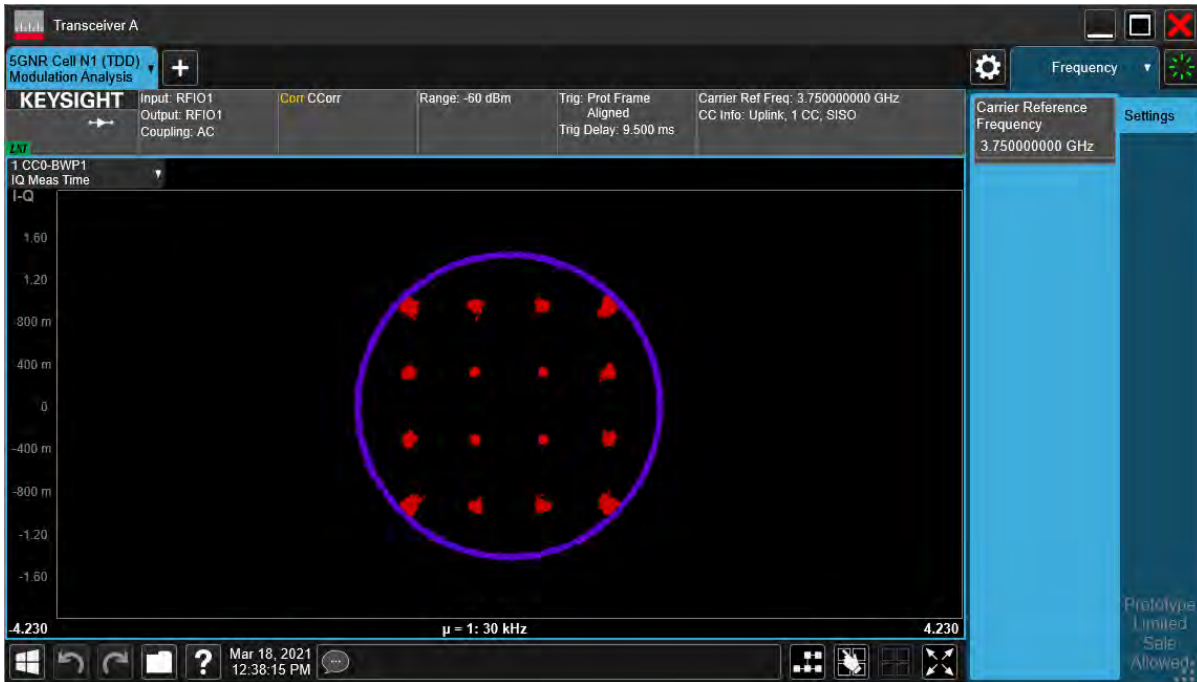 Transceiver A
5GNR Cell N1 (TDD)
Modulation Analysis
Frequency
KEYSIGHT
LXI
Input: RFIO1
Output: RFIO1
Coupling: AC
Corr CCorr
Range: -60 dBm
Trig: Prot Frame
Aligned
Trig Delay: 9.500 ms
Carrier Ref Freq: 3.750000000 GHz
CC Info: Uplink, 1 CC, SISO
Carrier Reference
Frequency
3.750000000 GHz
Settings
1 CC0-BWP1
IQ Meas Time
I-Q
1.60
1.20
800 m
400 m
0
-400 m
-800 m
-1.20
-1.60
-4.230
µ = 1: 30 kHz
4.230
Mar 18, 2021
12:38:15 PM
?
Prototype
Limited
Sale
Allowed